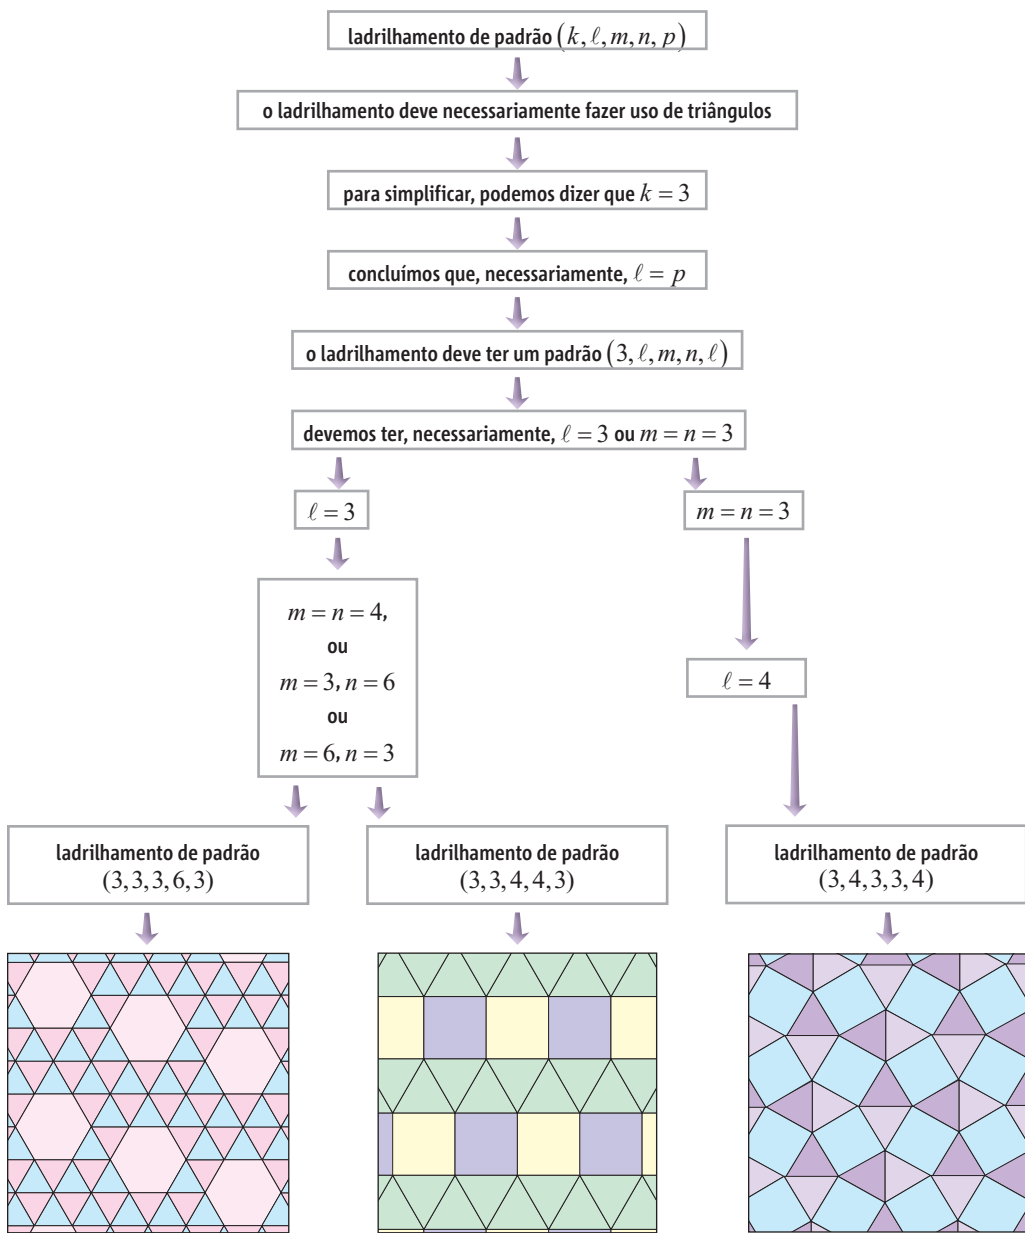 ladrilhamento de padrão (k, ℓ, m, n, p)
o ladrilhamento deve necessariamente fazer uso de triângulos
para simplificar, podemos dizer que k = 3
concluímos que, necessariamente, ℓ = p
o ladrilhamento deve ter um padrão (3, ℓ, m, n, ℓ)
devemos ter, necessariamente, ℓ = 3 ou m = n = 3
ℓ = 3
m = n = 3
m = n = 4,
ou
m = 3, n = 6
ou
m = 6, n = 3
ℓ = 4
ladrilhamento de padrão
(3, 3, 3, 6, 3)
ladrilhamento de padrão
(3, 3, 4, 4, 3)
ladrilhamento de padrão
(3, 4, 3, 3, 4)